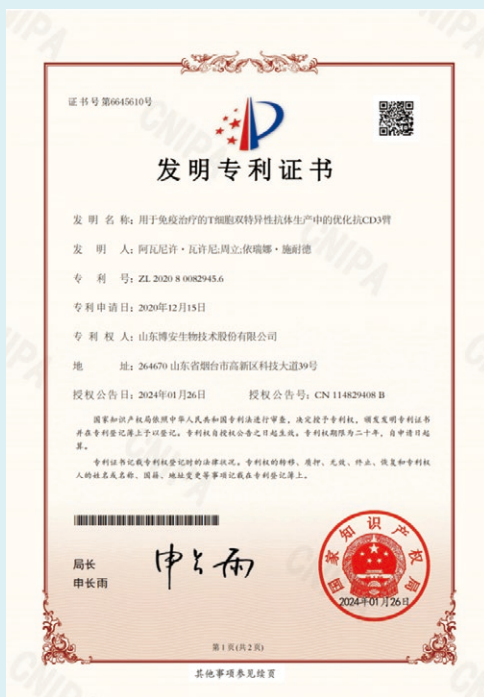 证书号第6645610号
发明专利证书
发明名称：用于免疫治疗的T细胞双特异性抗体生产中的优化抗CD3臂
发明人：阿瓦尼许·瓦许尼;周立;依瑞娜·施耐德
专利号：ZL 2020 8 0082945.6
专利申请日：2020年12月15日
专利权人：山东博安生物技术股份有限公司
地址：264670 山东省烟台市高新区科技大道39号
授权公告日：2024年01月26日 授权公告号：CN 114829408 B
国家知识产权局依照中华人民共和国专利法进行审查，决定授予专利权，颁发发明专利证书
并在专利登记簿上予以登记。专利权自授权公告之日起生效。专利权期限为二十年，自申请日起
算。
专利证书记载专利权登记时的法律状况。专利权的转移、质押、无效、终止、恢复和专利权
人的姓名或名称、国籍、地址变更等事项记载在专利登记簿上。
局长
申长雨
申长雨
国家知识产权局
2024年01月26日
第1页(共2页)
其他事项参见续页
CNIPA
CNIPA
CNIPA
CNIPA